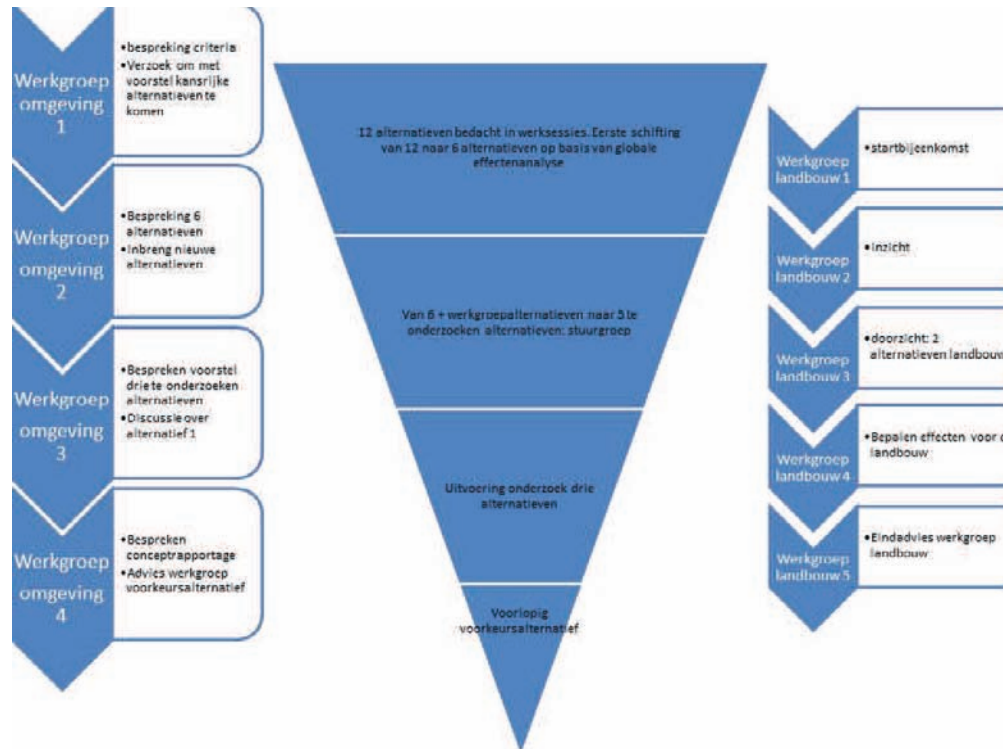 Werkgroep
omgeving
1
•bespreking criteria
•Verzoek om met
voorstel kansrijke
alternatieven te
komen
Werkgroep
omgeving
2
•Bespreking 6
alternatieven
•Inbreng nieuwe
alternatieven
Werkgroep
omgeving
3
•Bespreken voorstel
drie te onderzoeken
alternatieven
•Discussie over
alternatief 1
Werkgroep
omgeving
4
•Bespreken
conceptrapportage
•Advies werkgroep
voorkeursalternatief
12 alternatieven bedacht in werksessies. Eerste schifting
van 12 naar 6 alternatieven op basis van globale
effectenanalyse
Van 6 + werkgroepalternatieven naar 3 te
onderzoeken alternatieven: stuurgroep
Uitvoering onderzoek drie
alternatieven
Voorlopig
voorkeursalternatief
Werkgroep
landbouw 1
•startbijeenkomst
Werkgroep
landbouw 2
•Inzicht
Werkgroep
landbouw 3
•doorzicht: 2
alternatieven landbouw
Werkgroep
landbouw 4
•Bepalen effecten voor
landbouw
Werkgroep
landbouw 5
•Eindadvies werkgroep
landbouw